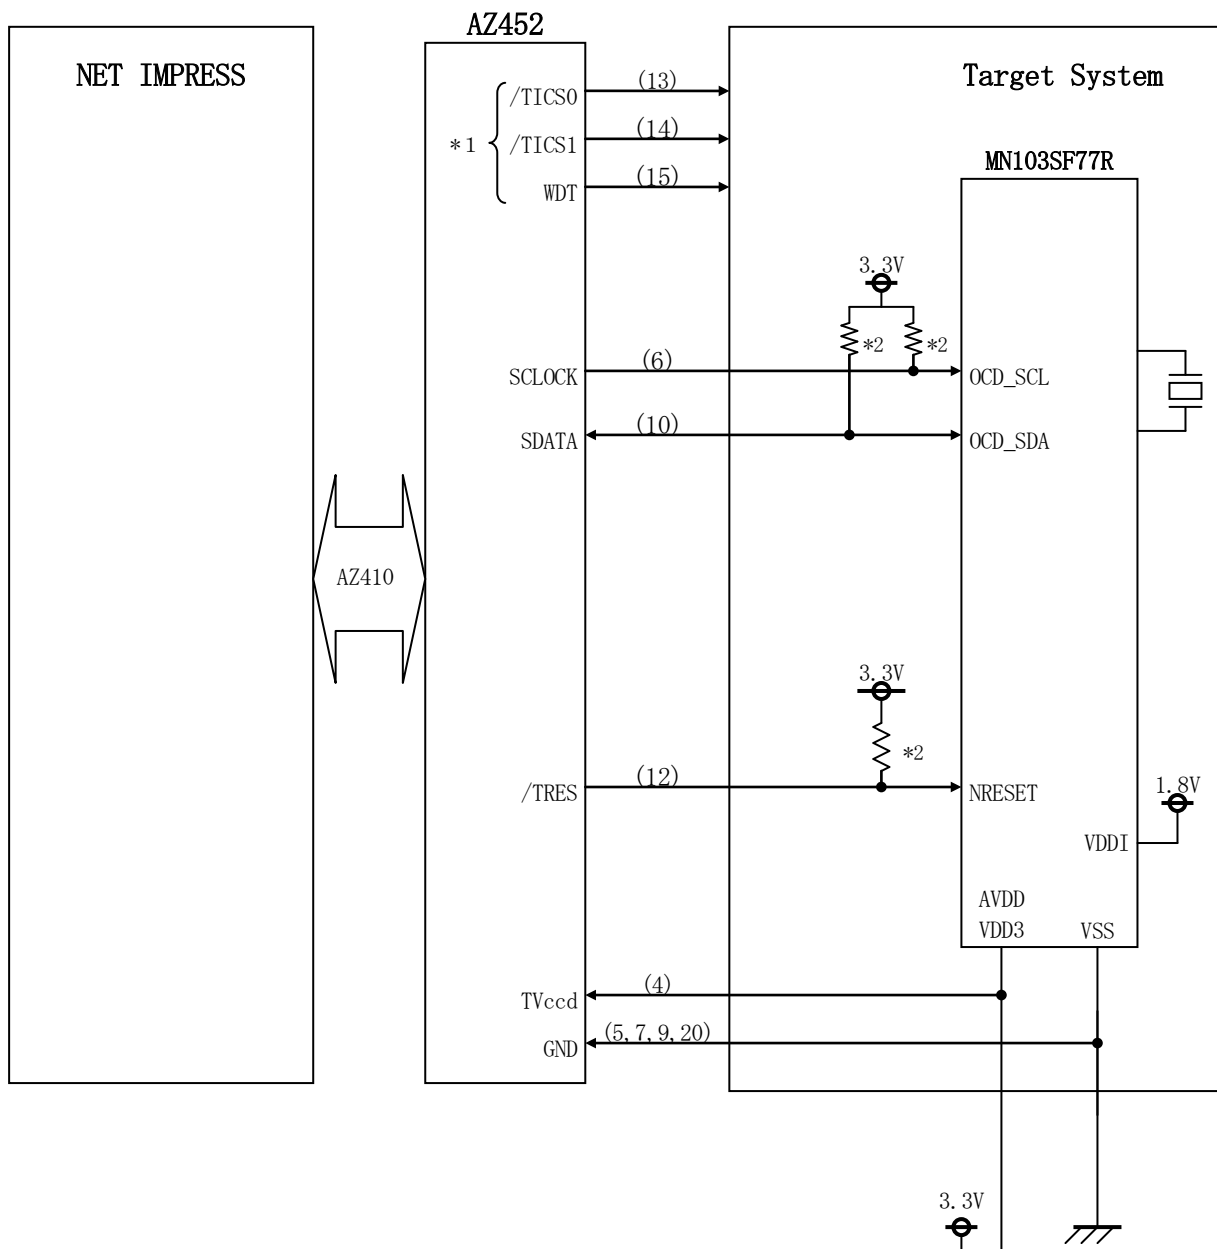 AZ452
NET IMPRESS
Target System
/TICS0
(13)
*1
/TICS1
(14)
WDT
(15)
MN103SF77R
3.3V
*2
*2
SCLOCK
(6)
OCD_SCL
SDATA
(10)
OCD_SDA
AZ410
3.3V
*2
/TRES
(12)
NRESET
1.8V
VDDI
AVDD
VDD3
VSS
TVccd
(4)
GND
(5,7,9,20)
3.3V